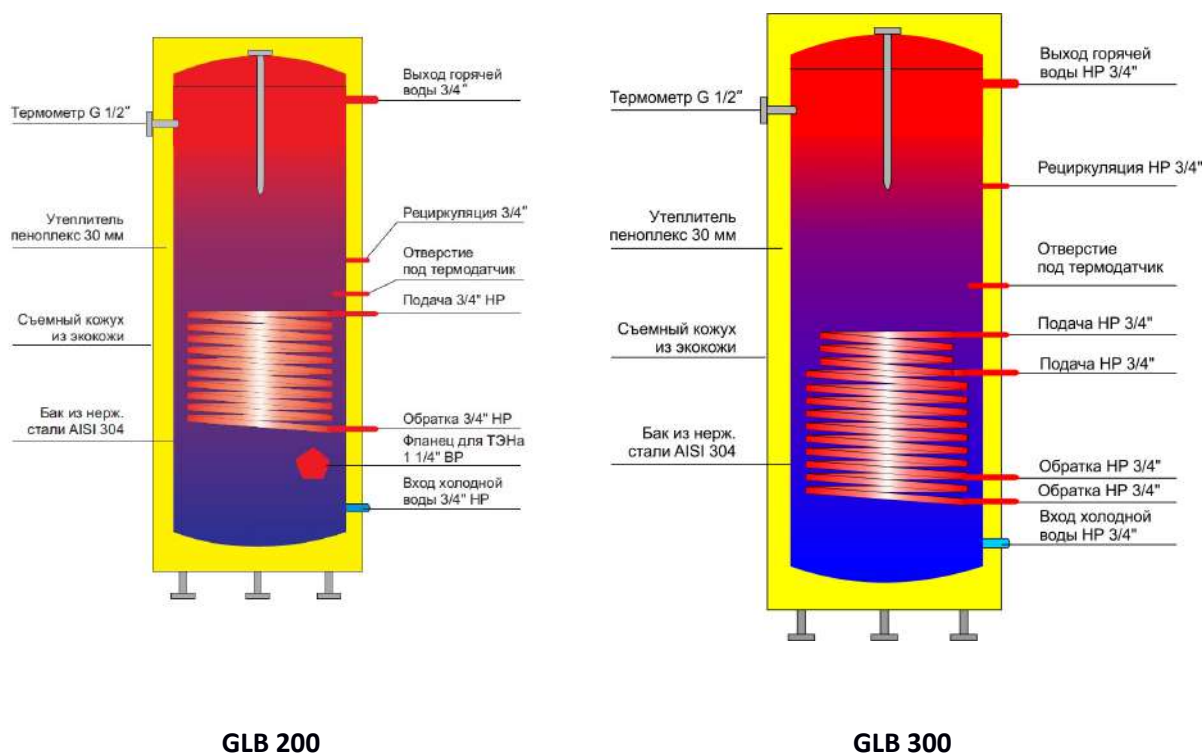 Термометр G 1/2"
Утеплитель
пеноплекс 30 мм
Съемный кожух
из экокожи
Бак из нерж.
стали AISI 304
Выход горячей
воды 3/4"
Рециркуляция 3/4"
Отверстие
под термодатчик
Подача 3/4" НР
Обратка 3/4" НР
Фланец для ТЭНа
1 1/4" ВР
Вход холодной
воды 3/4" НР
GLB 200
Термометр G 1/2"
Утеплитель
пеноплекс 30 мм
Съемный кожух
из экокожи
Бак из нерж.
стали AISI 304
Выход горячей
воды НР 3/4"
Рециркуляция НР 3/4"
Отверстие
под термодатчик
Подача НР 3/4"
Подача НР 3/4"
Обратка НР 3/4"
Обратка НР 3/4"
Вход холодной
воды НР 3/4"
GLB 300